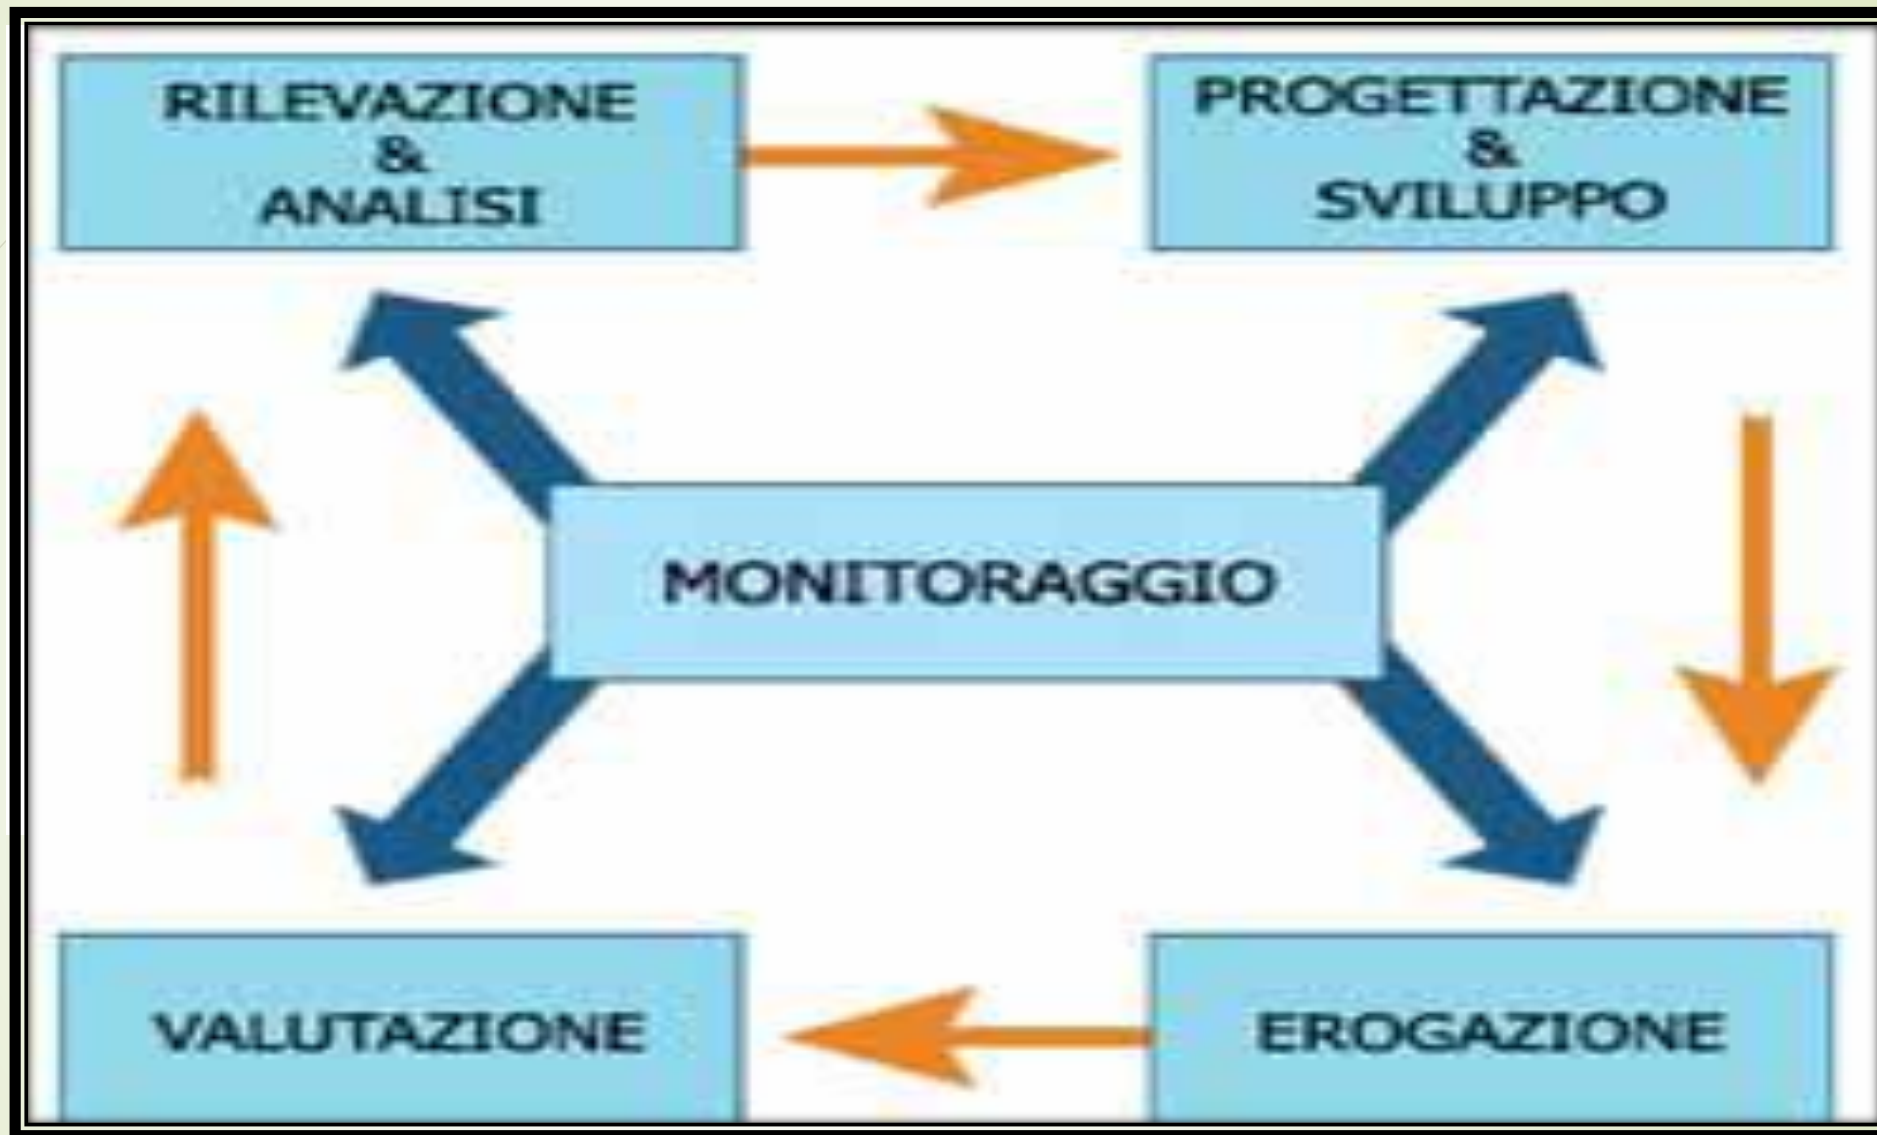 RILEVAZIONE
&
ANALISI
PROGETTAZIONE
&
SVILUPPO
MONITORAGGIO
VALUTAZIONE
EROGAZIONE